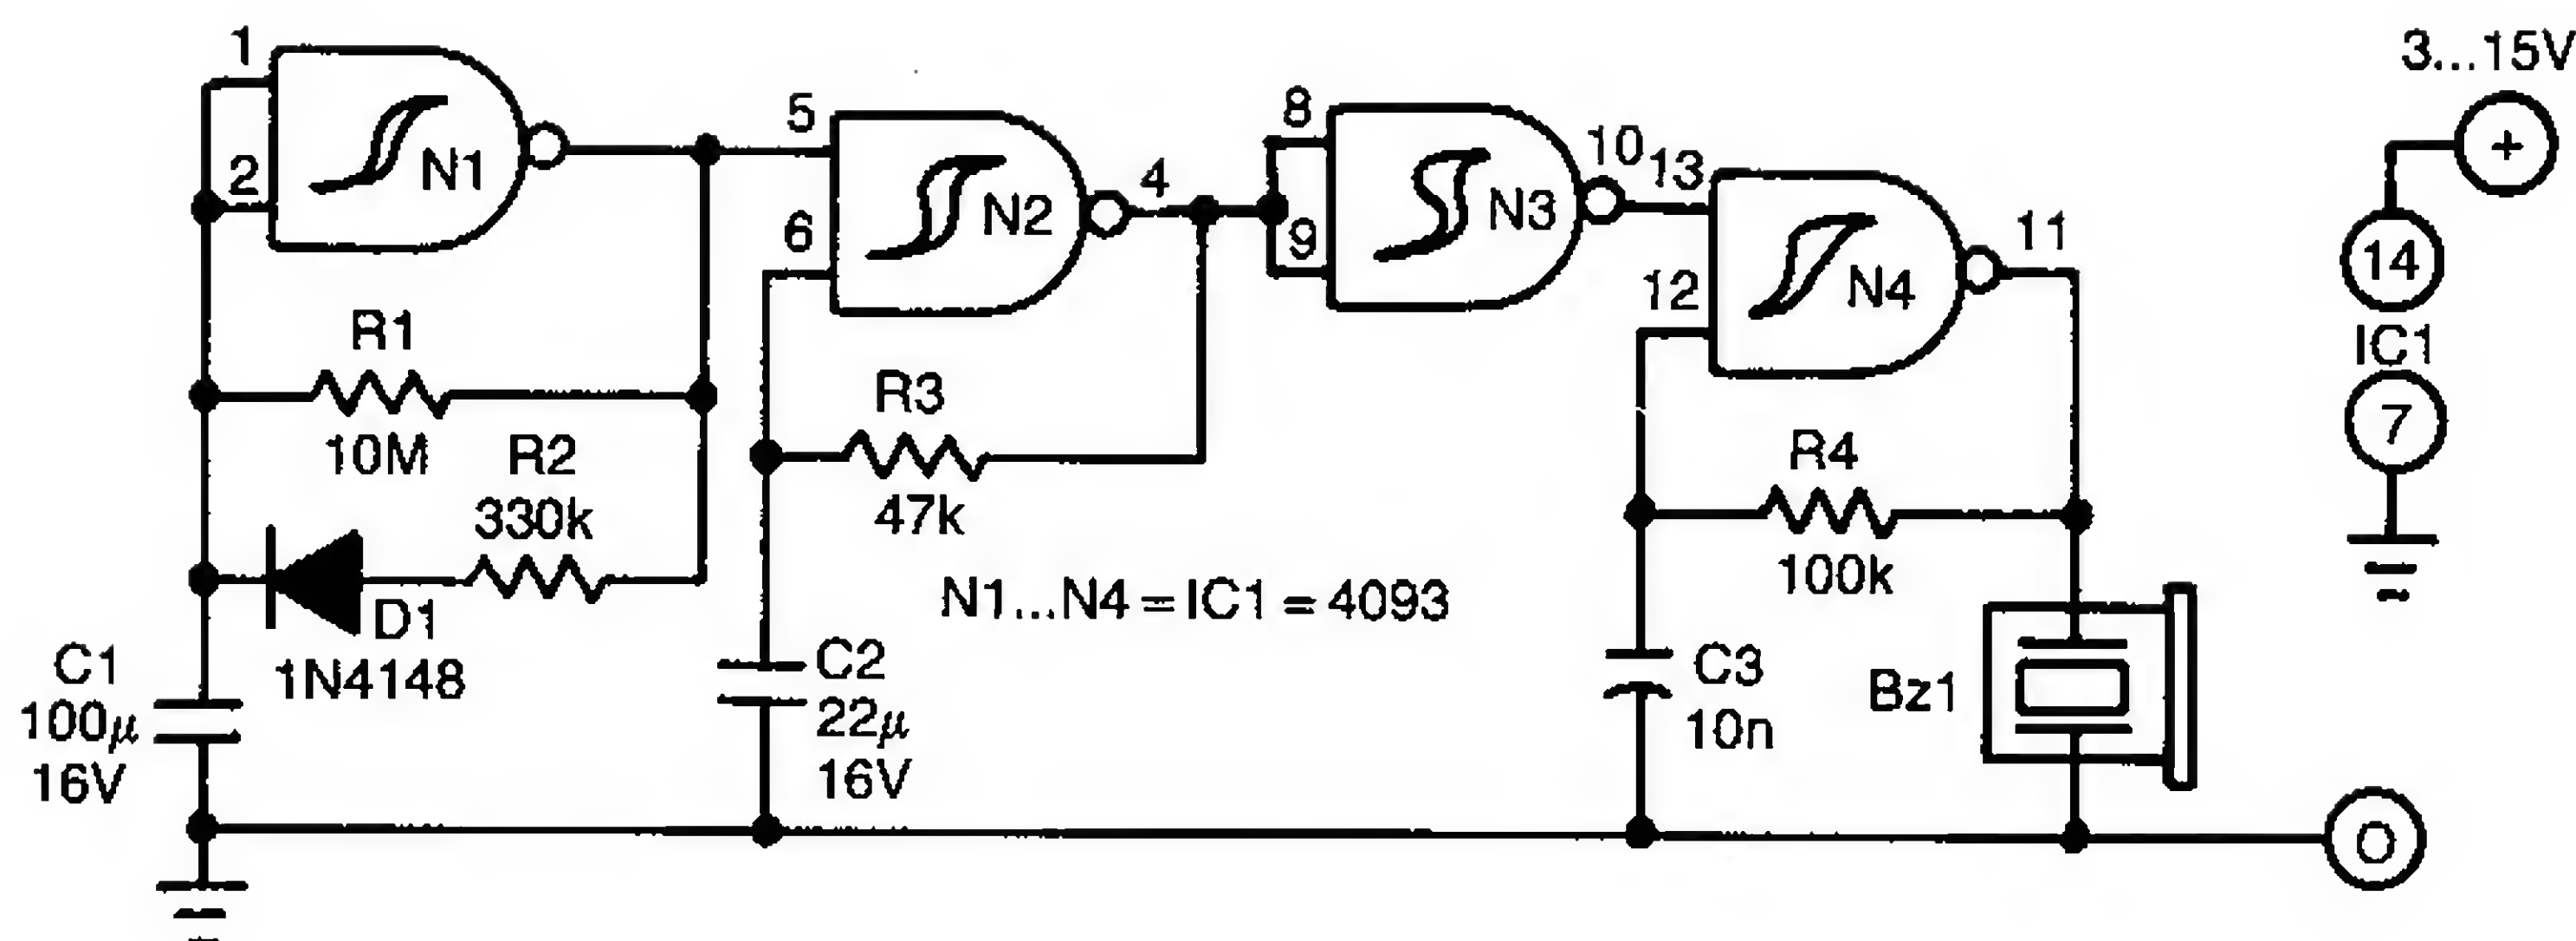 1
2
N1
R1
10M
R2
330k
D1
1N4148
C1
100μ
16V
5
6
N2
4
R3
47k
C2
22μ
16V
8
9
N3
10
13
12
N4
11
R4
100k
C3
10n
Bz1
N1...N4 = IC1 = 4093
3...15V
+
14
IC1
7
O